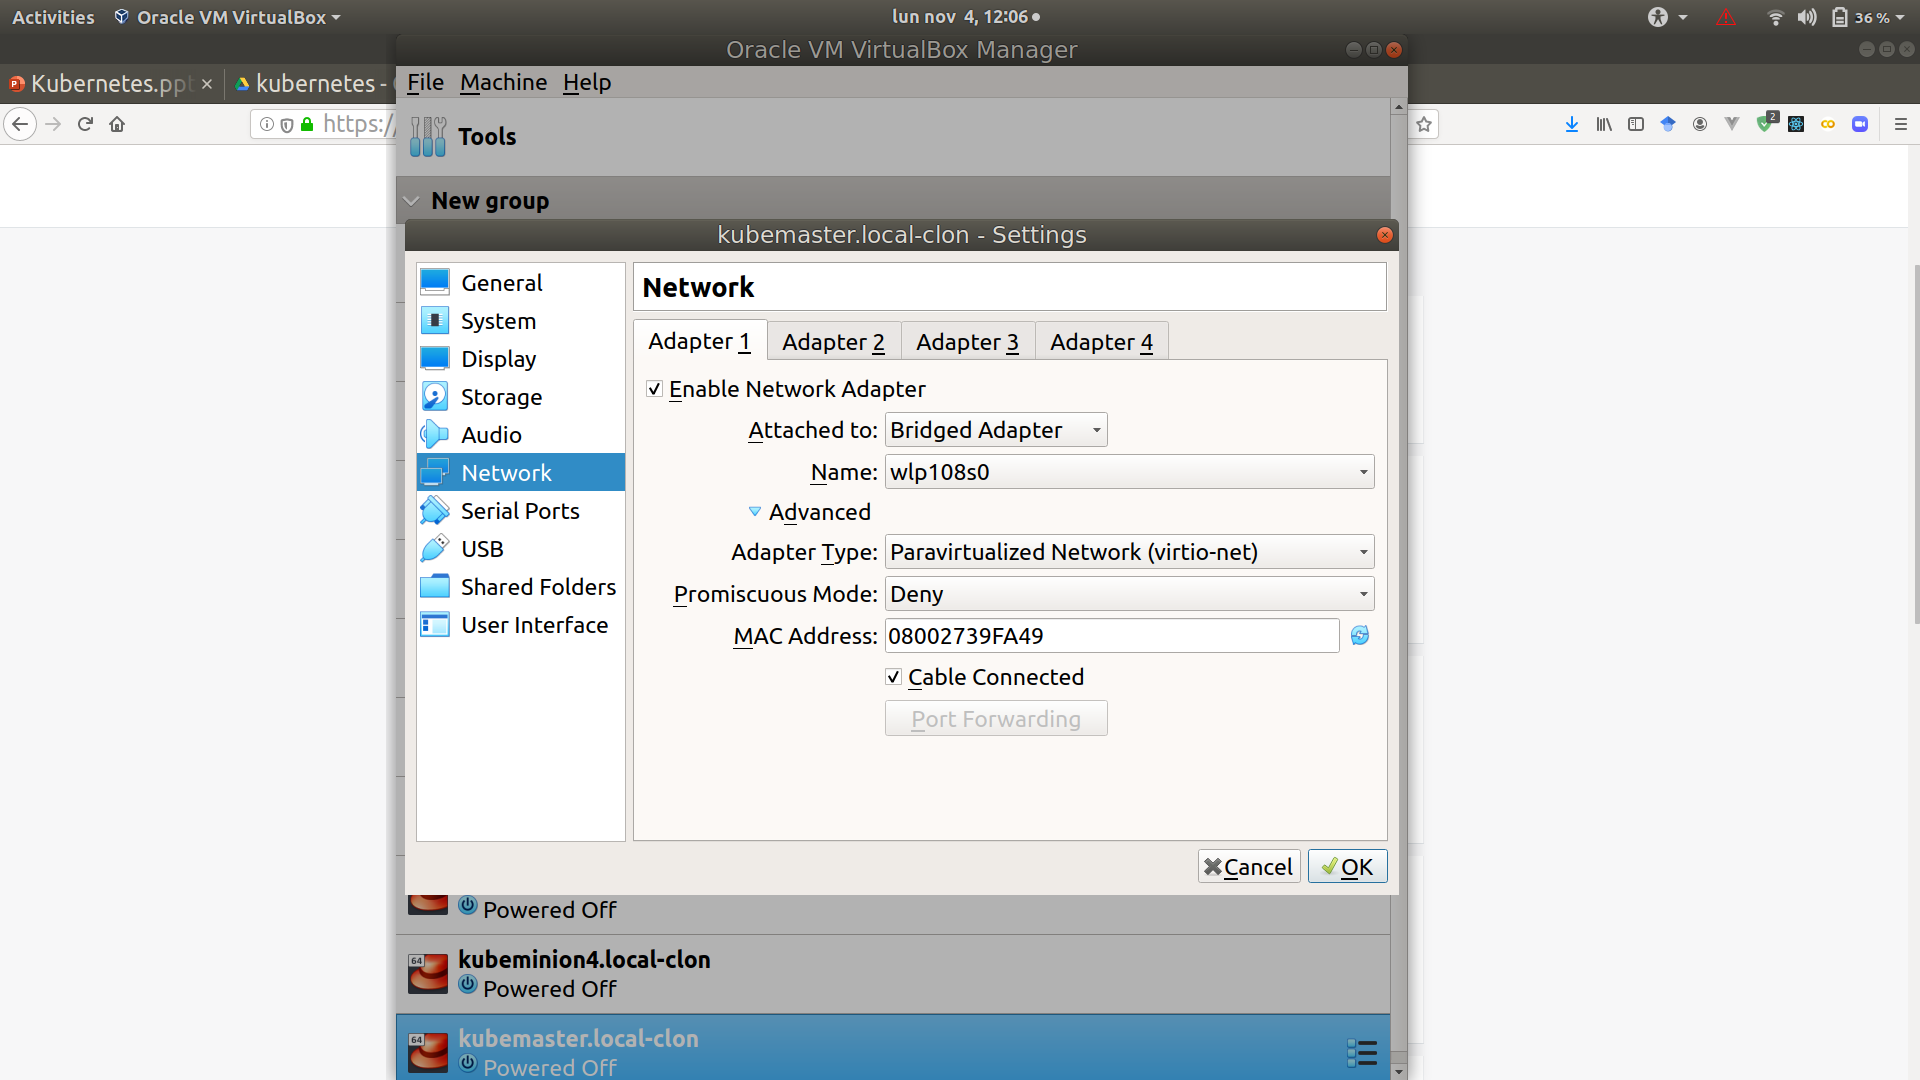 Activities Oracle VM VirtualBox lun nov 4, 12:06 36 %
Oracle VM VirtualBox Manager
Kubernetes.ppt kubernetes -
File Machine Help
https:/
2
Tools
New group
kubemaster.local-clon - Settings
General
System
Display
Storage
Audio
Network
Serial Ports
USB
Shared Folders
User Interface
Network
Adapter 1 Adapter 2 Adapter 3 Adapter 4
Enable Network Adapter
Attached to: Bridged Adapter
Name: wlp108s0
Advanced
Adapter Type: Paravirtualized Network (virtio-net)
Promiscuous Mode: Deny
MAC Address: 08002739FA49
Cable Connected
Port Forwarding
Cancel OK
Powered Off
64
kubeminion4.local-clon
Powered Off
64
kubemaster.local-clon
Powered Off